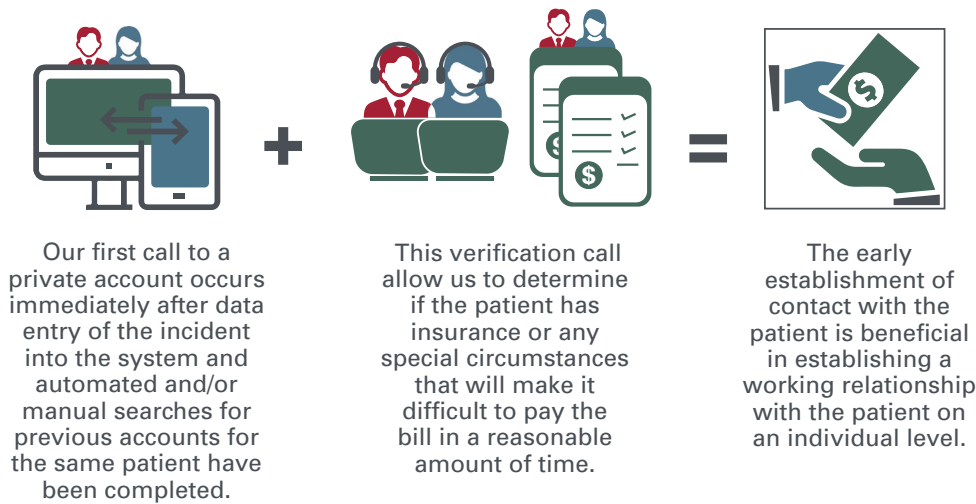 +
=
$
$
$
Our first call to a
private account occurs
immediately after data
entry of the incident
into the system and
automated and/or
manual searches for
previous accounts for
the same patient have
been completed.
This verification call
allow us to determine
if the patient has
insurance or any
special circumstances
that will make it
difficult to pay the
bill in a reasonable
amount of time.
The early
establishment of
contact with the
patient is beneficial
in establishing a
working relationship
with the patient on
an individual level.